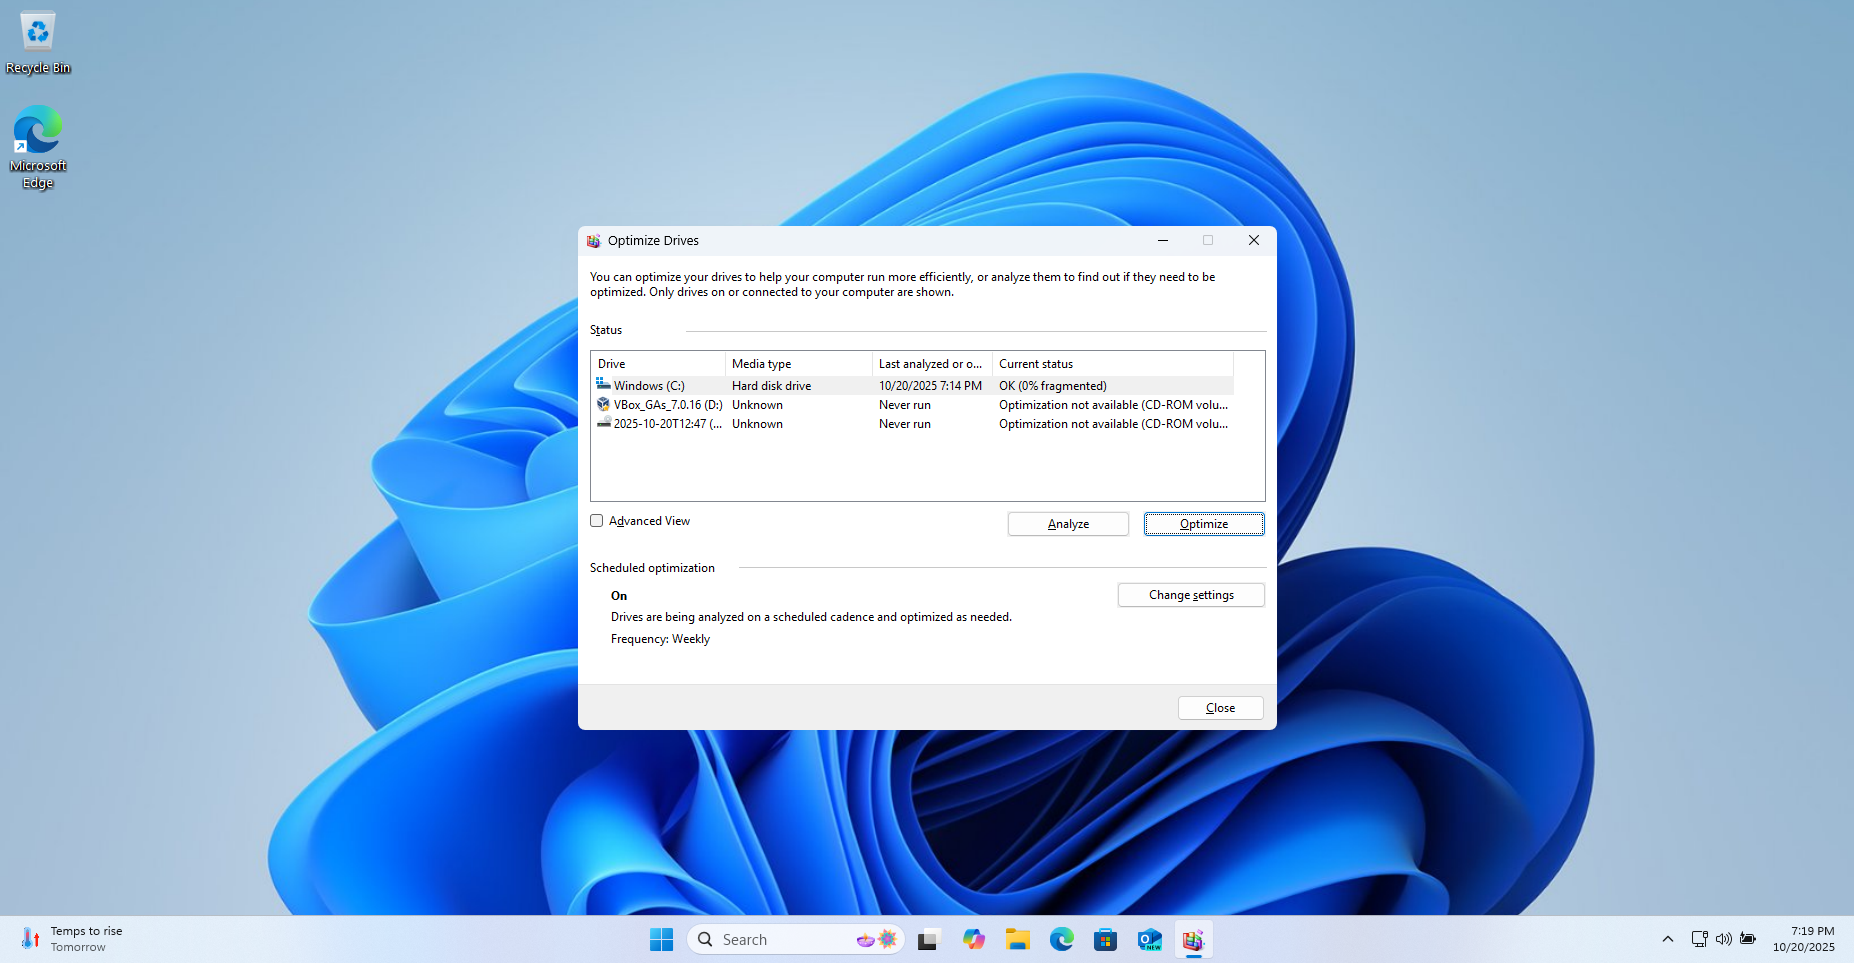 Recycle Bin
Microsoft
Edge
Optimize Drives
You can optimize your drives to help your computer run more efficiently, or analyze them to find out if they need to be
optimized. Only drives on or connected to your computer are shown.
Status
Drive Media type Last analyzed or o... Current status
Windows (C:) Hard disk drive 10/20/2025 7:14 PM OK (0% fragmented)
VBox_GAs_7.0.16 (D:) Unknown Never run Optimization not available (CD-ROM volu...
2025-10-20T12:47 (... Unknown Never run Optimization not available (CD-ROM volu...
Advanced View
Analyze
Optimize
Scheduled optimization
On
Change settings
Drives are being analyzed on a scheduled cadence and optimized as needed.
Frequency: Weekly
Close
Temps to rise
Tomorrow
Search
NEW
7:19 PM
10/20/2025